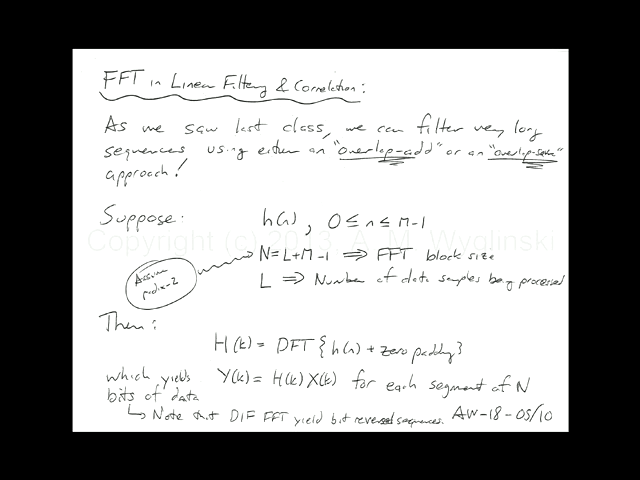 FFT in Linear Filtering & Correlation:
As we saw last class, we can filter very long
sequences using either an "overlap-add" or an "overlap-save"
approach!
Suppose: h(n), 0 ≤ n ≤ M-1
Copyright (c) 2013, A. M. Wyglinski
N=L+M-1 ⟹ FFT block size
Assume
radix-2
L ⟹ Number of data samples being processed
Then:
H(k) = DFT{h(n) + zero padding}
which yields Y(k) = H(k) X(k) for each segment of N
bits of data
↳ Note that DIF FFT yield bit reversed sequences. AW-18-05/10